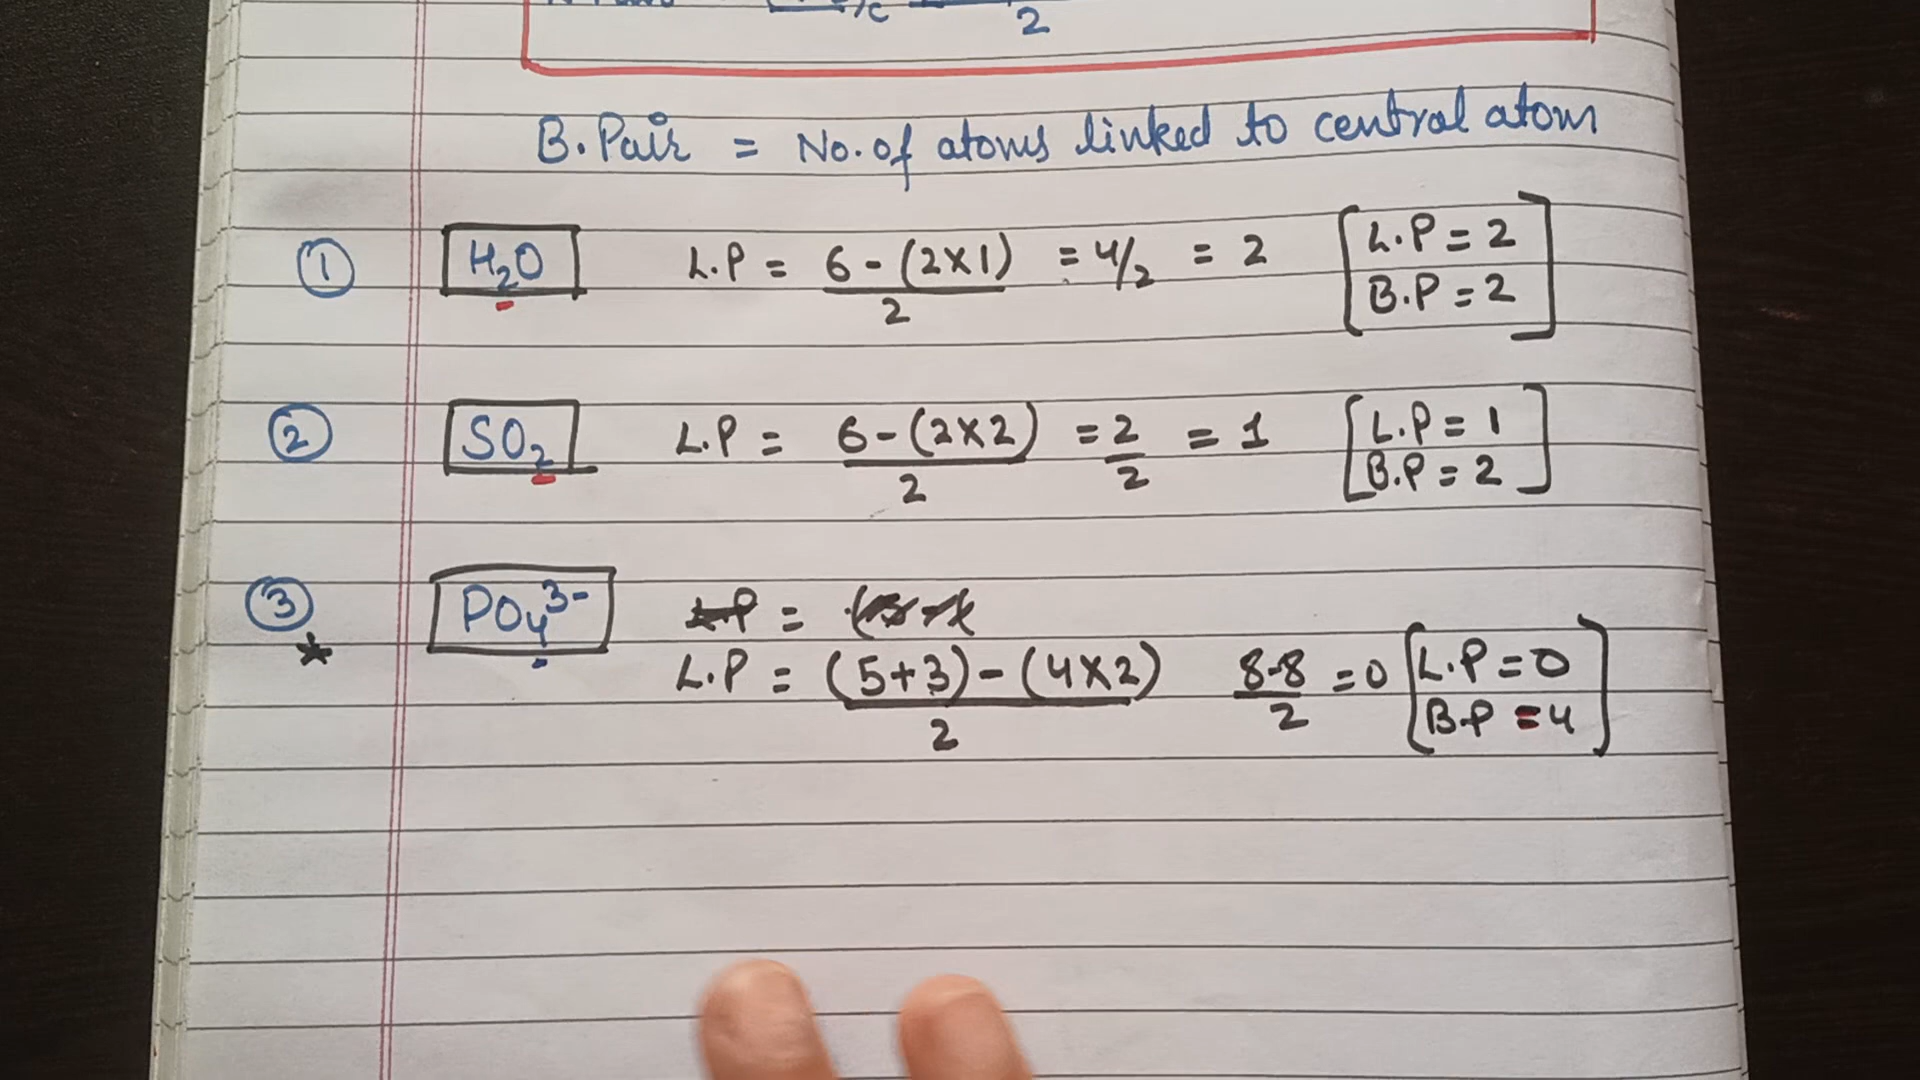 /c 2
B.Pair = No. of atoms linked to central atom
① H₂O L.P = 6 - (2×1) / 2 = 4/2 = 2 [L.P = 2
B.P = 2]
② SO₂ L.P = 6 - (2×2) / 2 = 2/2 = 1 [L.P = 1
B.P = 2]
③ PO₄³⁻
★ L.P = (5+3) - (4×2) / 2 8-8/2 = 0 [L.P = 0
B.P = 4]